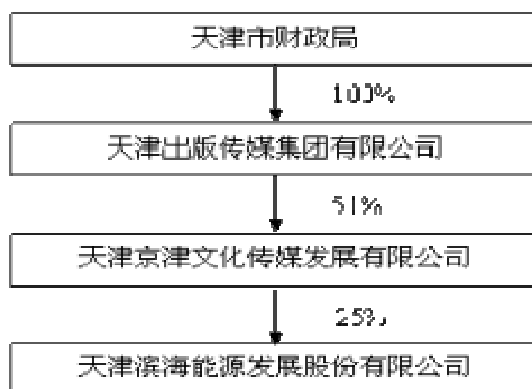 天津市财政局
100%
天津出版传媒集团有限公司
51%
天津京津文化传媒发展有限公司
25%
天津滨海能源发展股份有限公司